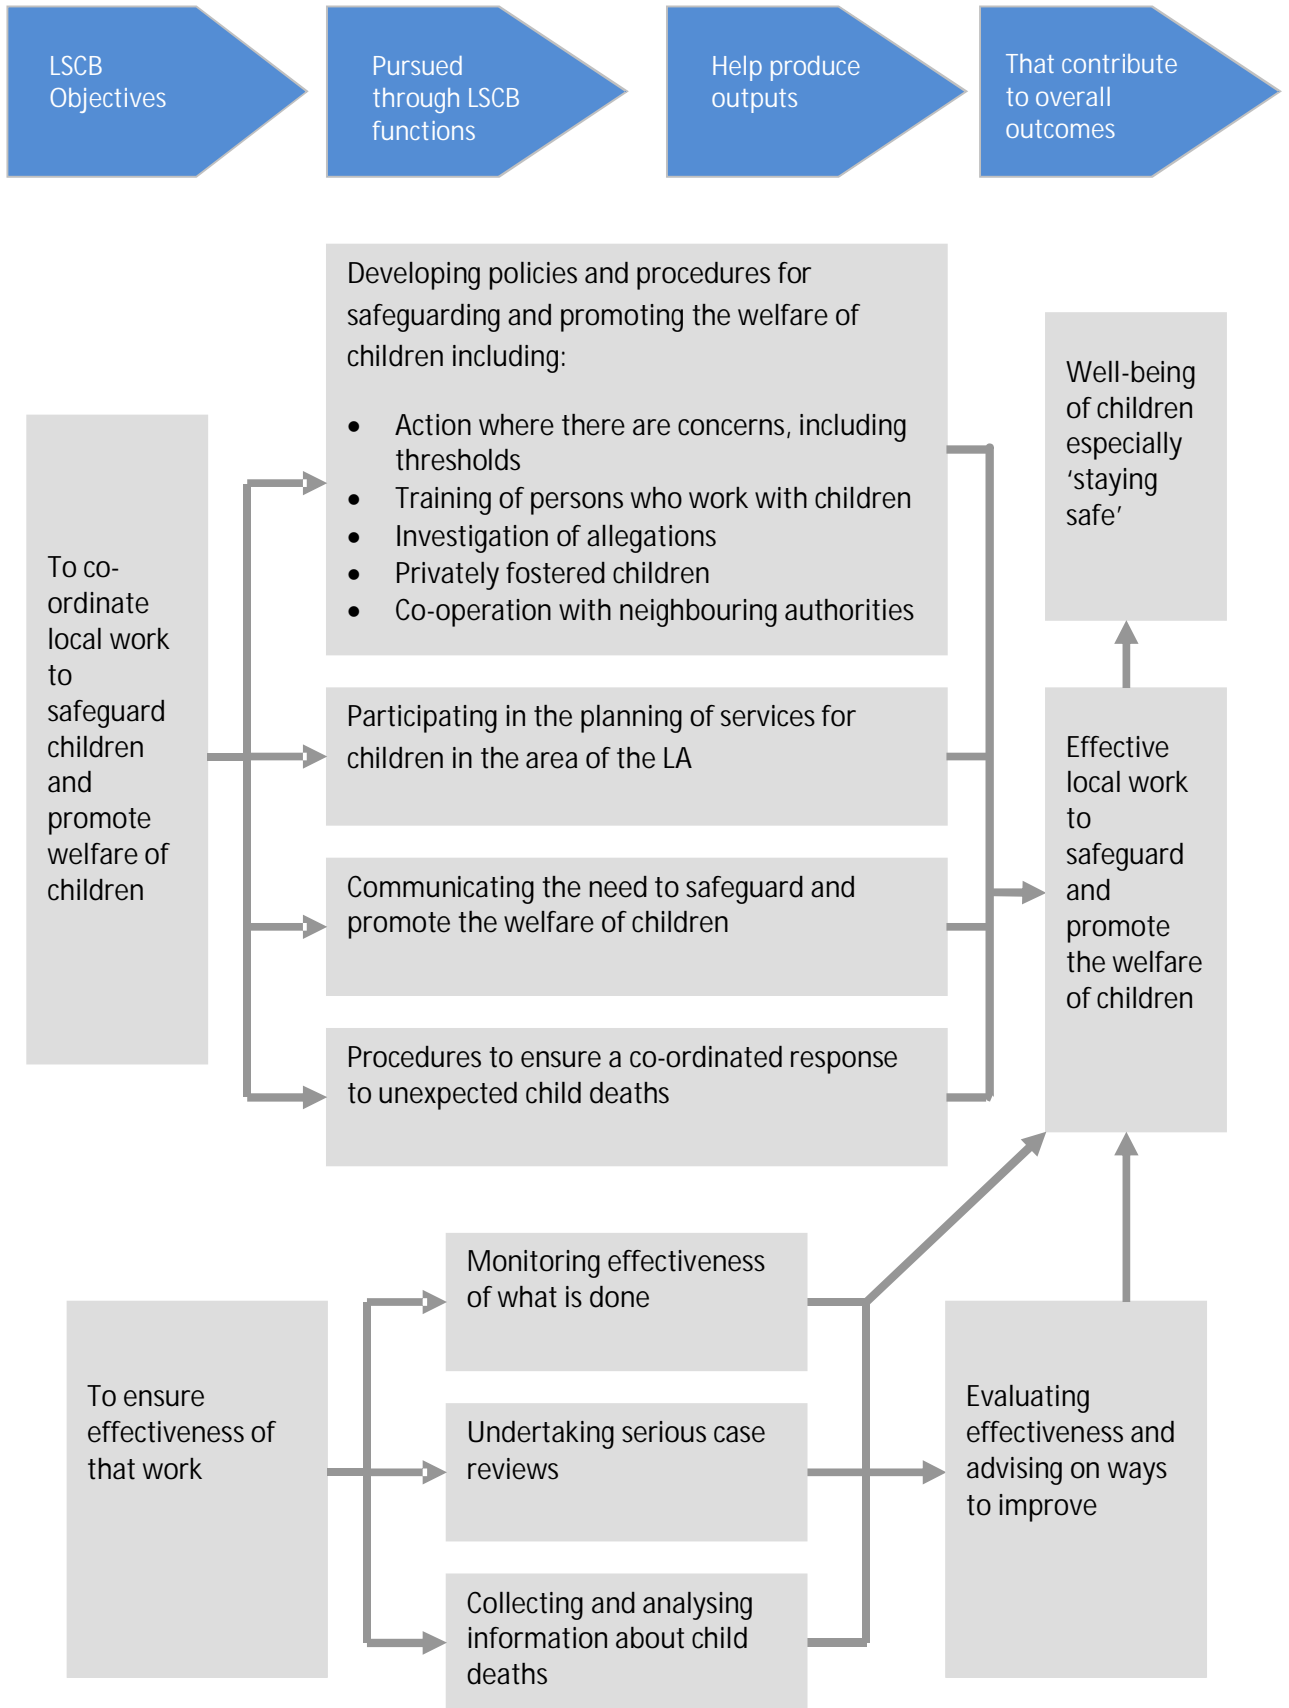 LSCB
Objectives
Pursued
through LSCB
functions
Help produce
outputs
That contribute
to overall
outcomes
Developing policies and procedures for
safeguarding and promoting the welfare of
children including:
• Action where there are concerns, including
thresholds
• Training of persons who work with children
• Investigation of allegations
• Privately fostered children
• Co-operation with neighbouring authorities
Well-being
of children
especially
‘staying
safe’
To co-
ordinate
local work
to
safeguard
children
and
promote
welfare of
children
Participating in the planning of services for
children in the area of the LA
Effective
local work
to
safeguard
and
promote
the welfare
of children
Communicating the need to safeguard and
promote the welfare of children
Procedures to ensure a co-ordinated response
to unexpected child deaths
Monitoring effectiveness
of what is done
To ensure
effectiveness of
that work
Undertaking serious case
reviews
Evaluating
effectiveness and
advising on ways
to improve
Collecting and analysing
information about child
deaths